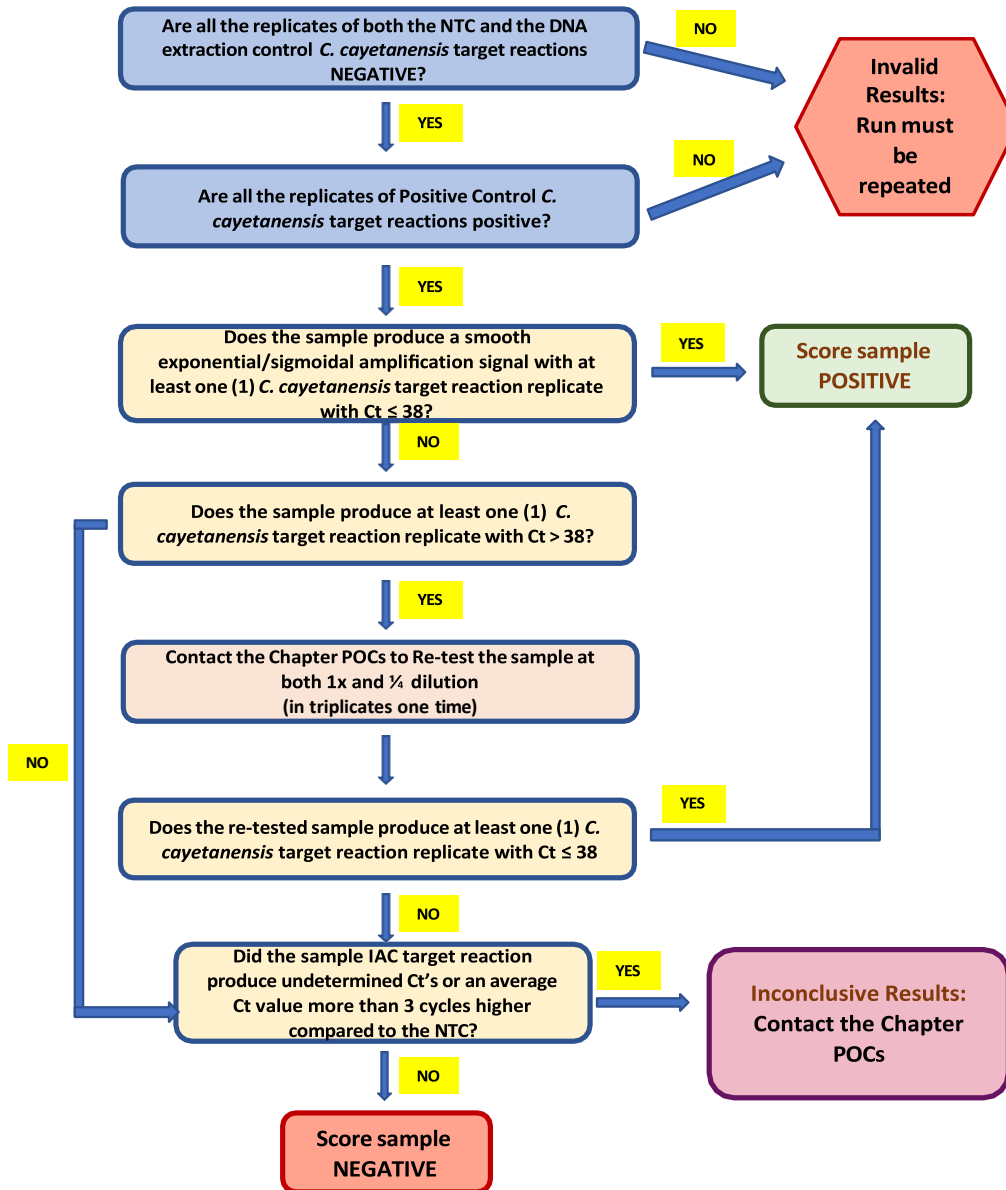 Are all the replicates of both the NTC and the DNA
extraction control C. cayetanensis target reactions
NEGATIVE?
NO
Invalid
Results:
Run must
be
repeated
YES
NO
Are all the replicates of Positive Control C.
cayetanensis target reactions positive?
YES
Does the sample produce a smooth
exponential/sigmoidal amplification signal with at
least one (1) C. cayetanensis target reaction replicate
with Ct ≤ 38?
YES
Score sample
POSITIVE
NO
Does the sample produce at least one (1) C.
cayetanensis target reaction replicate with Ct > 38?
YES
Contact the Chapter POCs to Re-test the sample at
both 1x and ¼ dilution
(in triplicates one time)
NO
Does the re-tested sample produce at least one (1) C.
cayetanensis target reaction replicate with Ct ≤ 38
YES
NO
Did the sample IAC target reaction
produce undetermined Ct's or an average
Ct value more than 3 cycles higher
compared to the NTC?
YES
Inconclusive Results:
Contact the Chapter
POCs
NO
Score sample
NEGATIVE